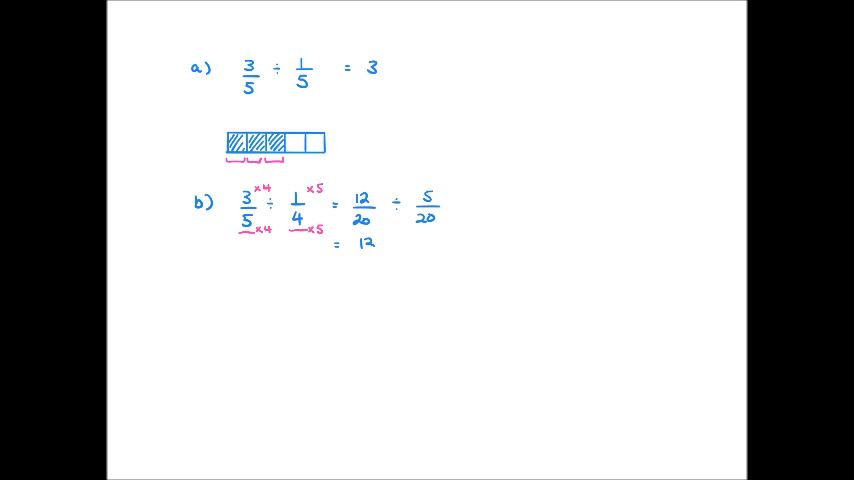 a) 3/5 ÷ 1/5 = 3
b) 3×4/5×4 ÷ 1×5/4×5 = 12/20 ÷ 5/20
= 12